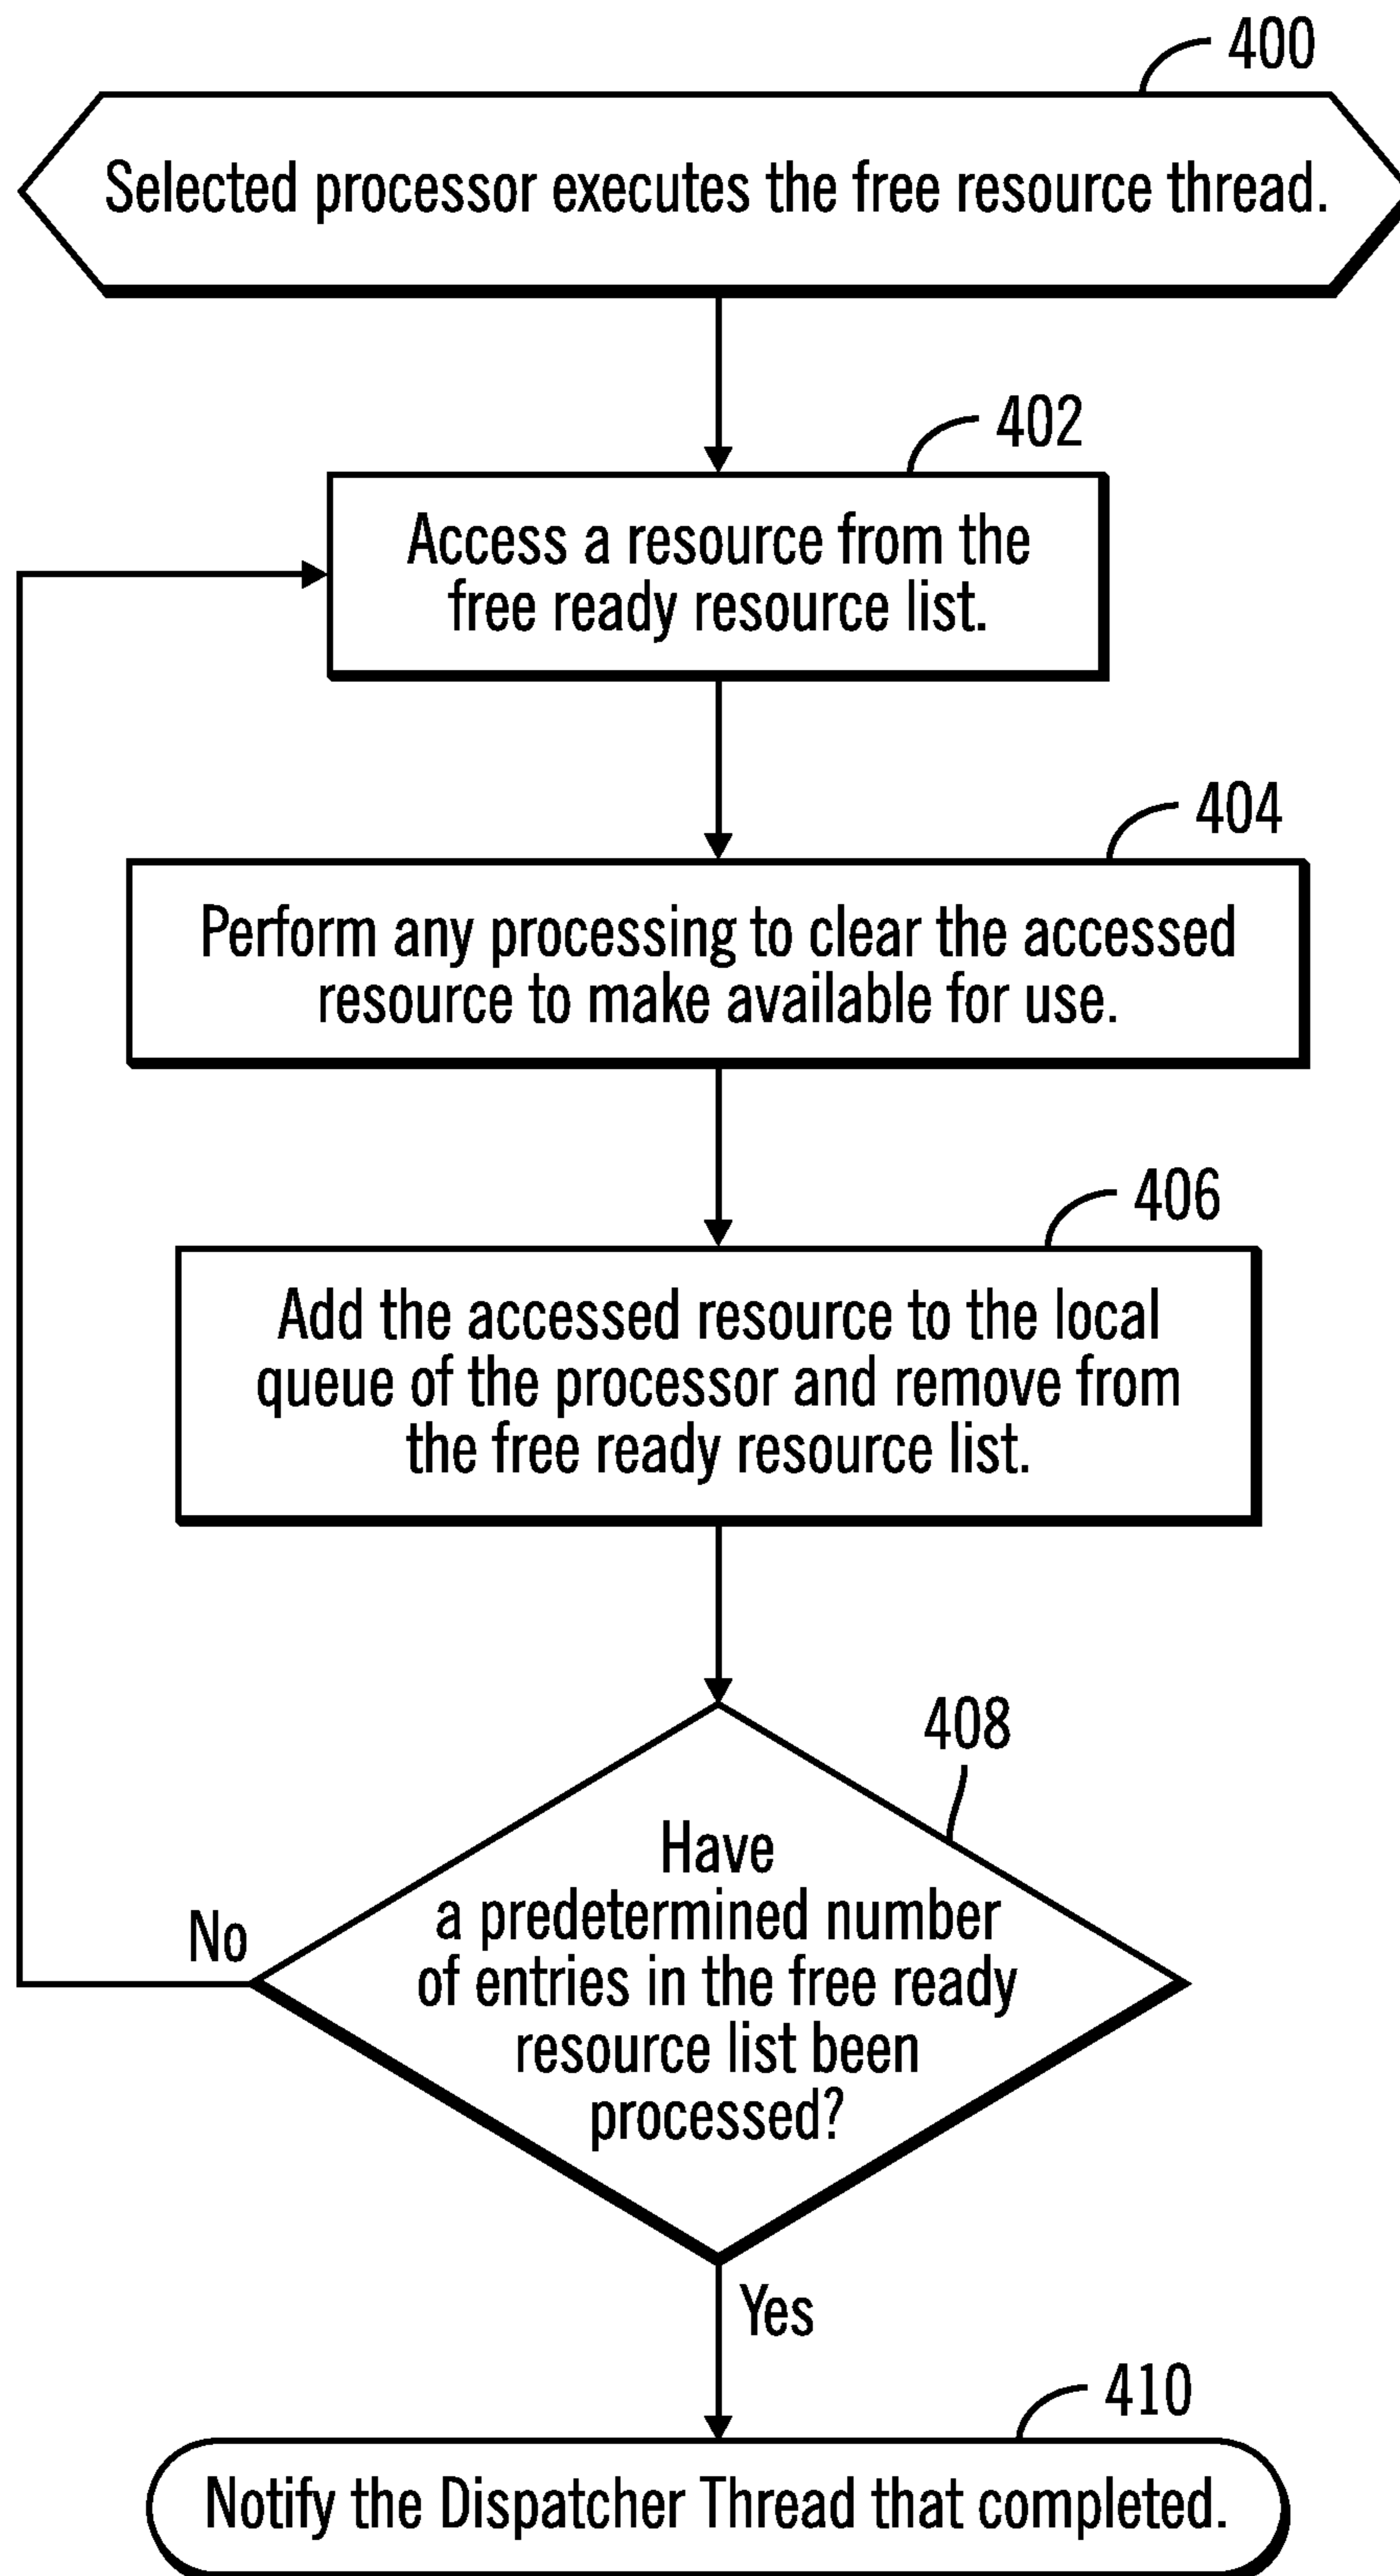 400
Selected processor executes the free resource thread.
402
Access a resource from the
free ready resource list.
404
Perform any processing to clear the accessed
resource to make available for use.
406
Add the accessed resource to the local
queue of the processor and remove from
the free ready resource list.
408
Have
a predetermined number
of entries in the free ready
resource list been
processed?
No
Yes
410
Notify the Dispatcher Thread that completed.